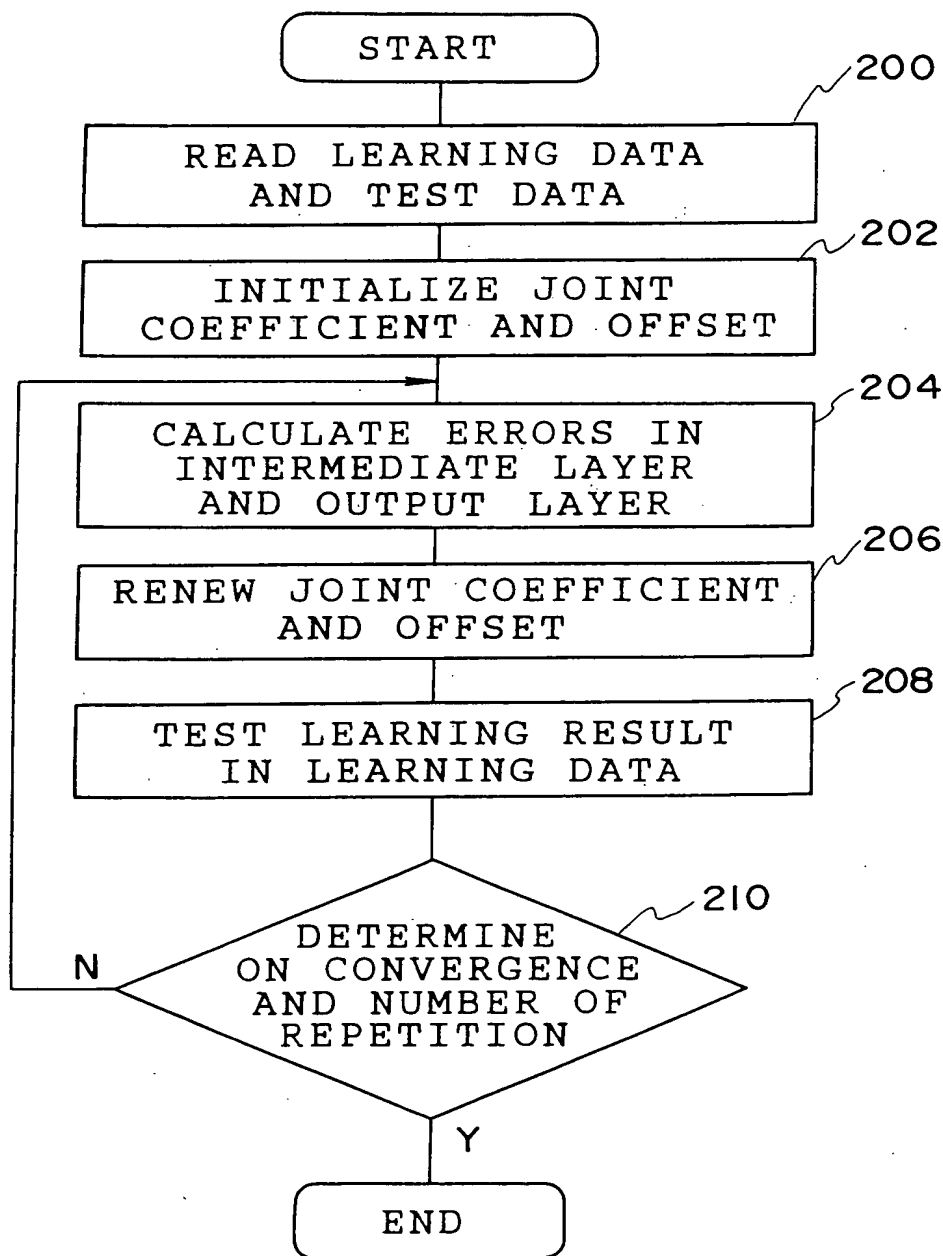 START
200
READ LEARNING DATA
AND TEST DATA
202
INITIALIZE JOINT
COEFFICIENT AND OFFSET
204
CALCULATE ERRORS IN
INTERMEDIATE LAYER
AND OUTPUT LAYER
206
RENEW JOINT COEFFICIENT
AND OFFSET
208
TEST LEARNING RESULT
IN LEARNING DATA
210
DETERMINE
ON CONVERGENCE
AND NUMBER OF
REPETITION
N
Y
END